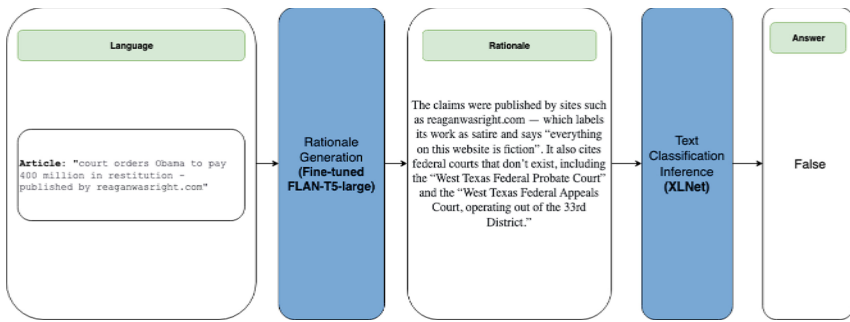 Language
Article: "court orders Obama to pay
400 million in restitution -
published by reaganwasright.com"
Rationale
Generation
(Fine-tuned
FLAN-T5-large)
Rationale
The claims were published by sites such
as reaganwasright.com — which labels
its work as satire and says “everything
on this website is fiction”. It also cites
federal courts that don’t exist, including
the “West Texas Federal Probate Court”
and the “West Texas Federal Appeals
Court, operating out of the 33rd
District.”
Text
Classification
Inference
(XLNet)
Answer
False